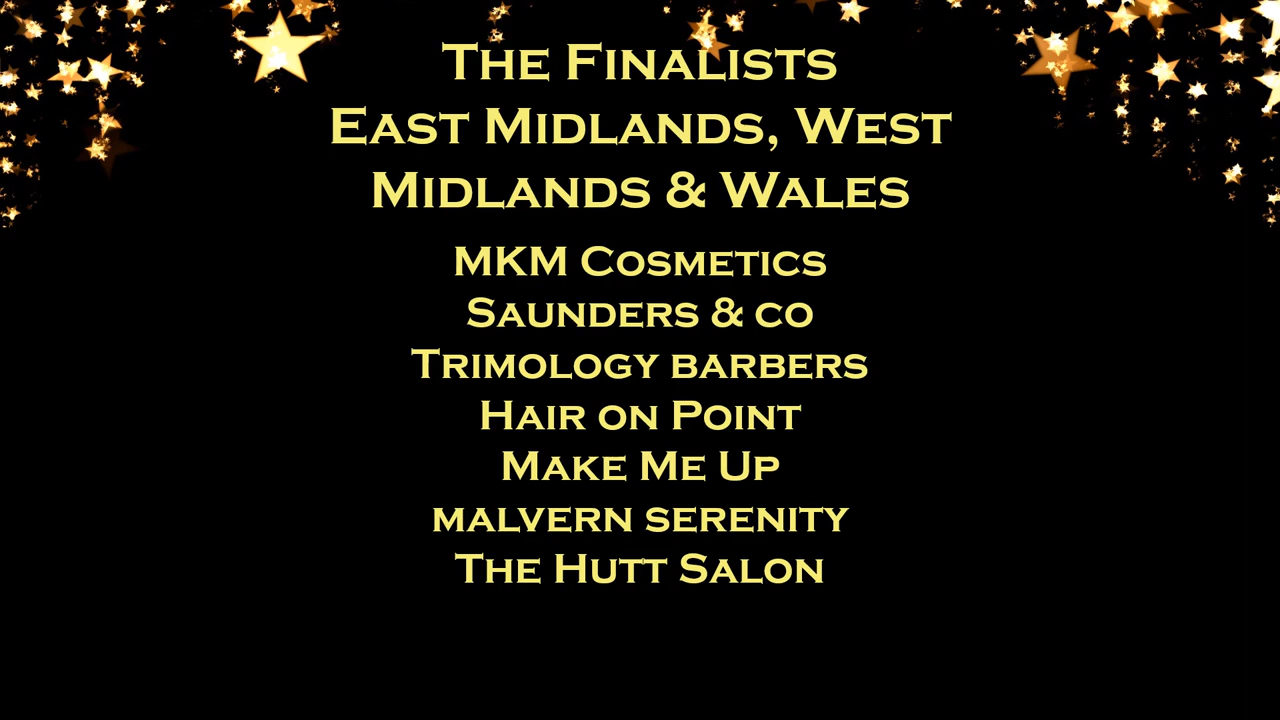 The Finalists
East Midlands, West
Midlands & Wales
MKM Cosmetics
Saunders & co
Trimology barbers
Hair on Point
Make Me Up
malvern serenity
The Hutt Salon